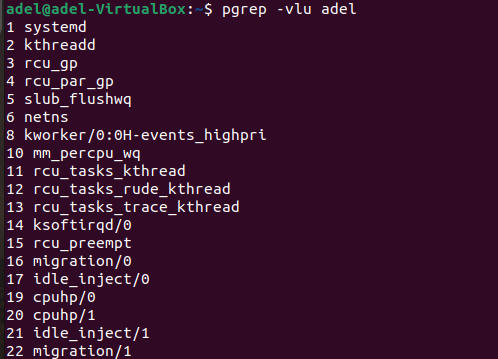 adel@adel-VirtualBox:~$ pgrep -vlu adel
1 systemd
2 kthreadd
3 rcu_gp
4 rcu_par_gp
5 slub_flushwq
6 netns
8 kworker/0:0H-events_highpri
10 mm_percpu_wq
11 rcu_tasks_kthread
12 rcu_tasks_rude_kthread
13 rcu_tasks_trace_kthread
14 ksoftirqd/0
15 rcu_preempt
16 migration/0
17 idle_inject/0
19 cpuhp/0
20 cpuhp/1
21 idle_inject/1
22 migration/1